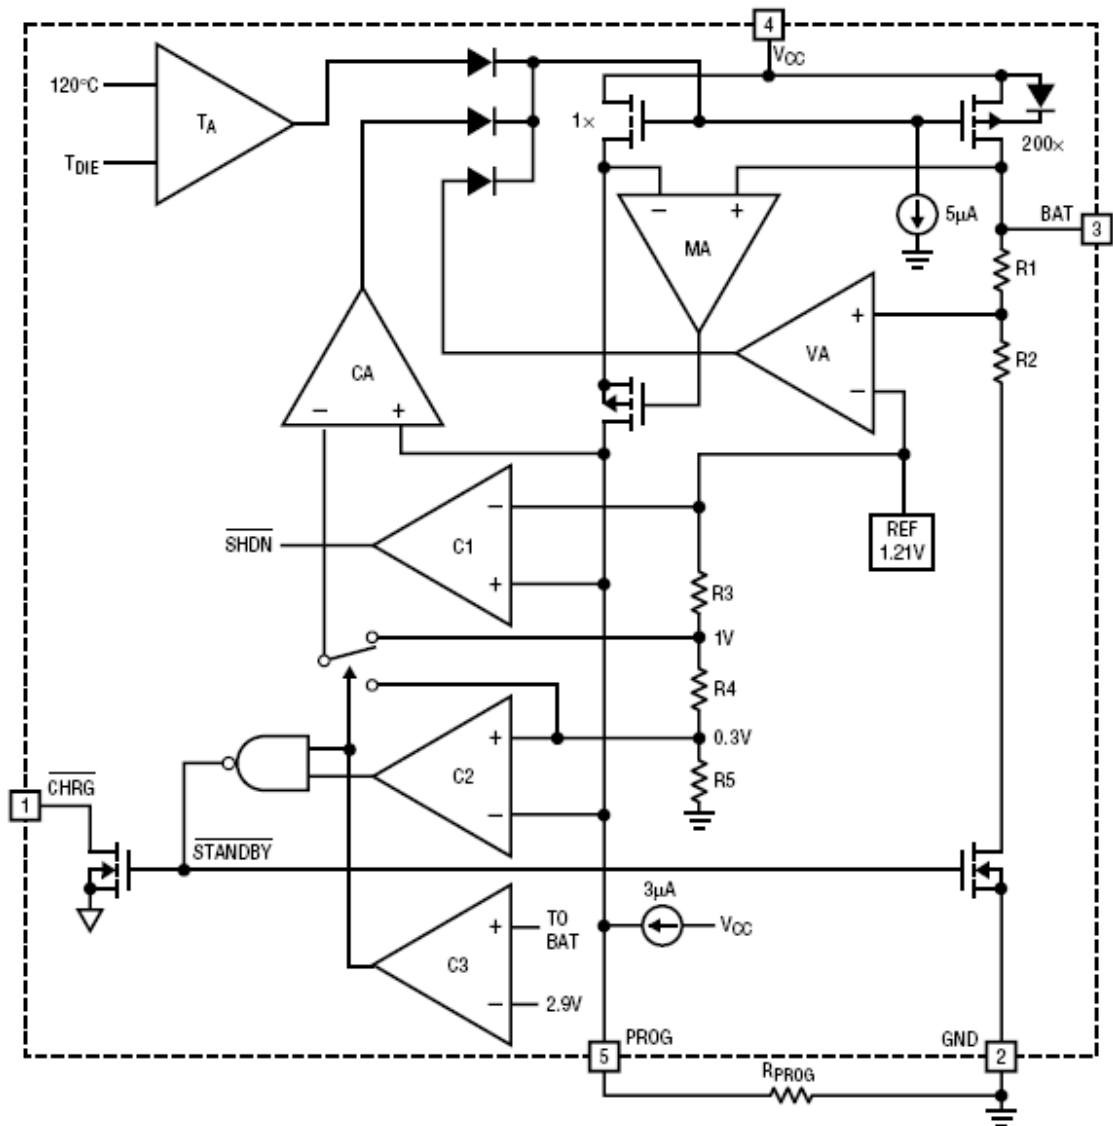 4
VCC
120°C
TA
TDIE
1×
200×
− +
MA
5µA
BAT
3
R1
+
VA
−
R2
CA
− +
REF
1.21V
−
C1
+
SHDN
R3
1V
R4
+
0.3V
C2
R5
−
CHRG
1
STANDBY
3µA
VCC
+
TO
BAT
C3
−
2.9V
PROG
5
GND
2
RPROG